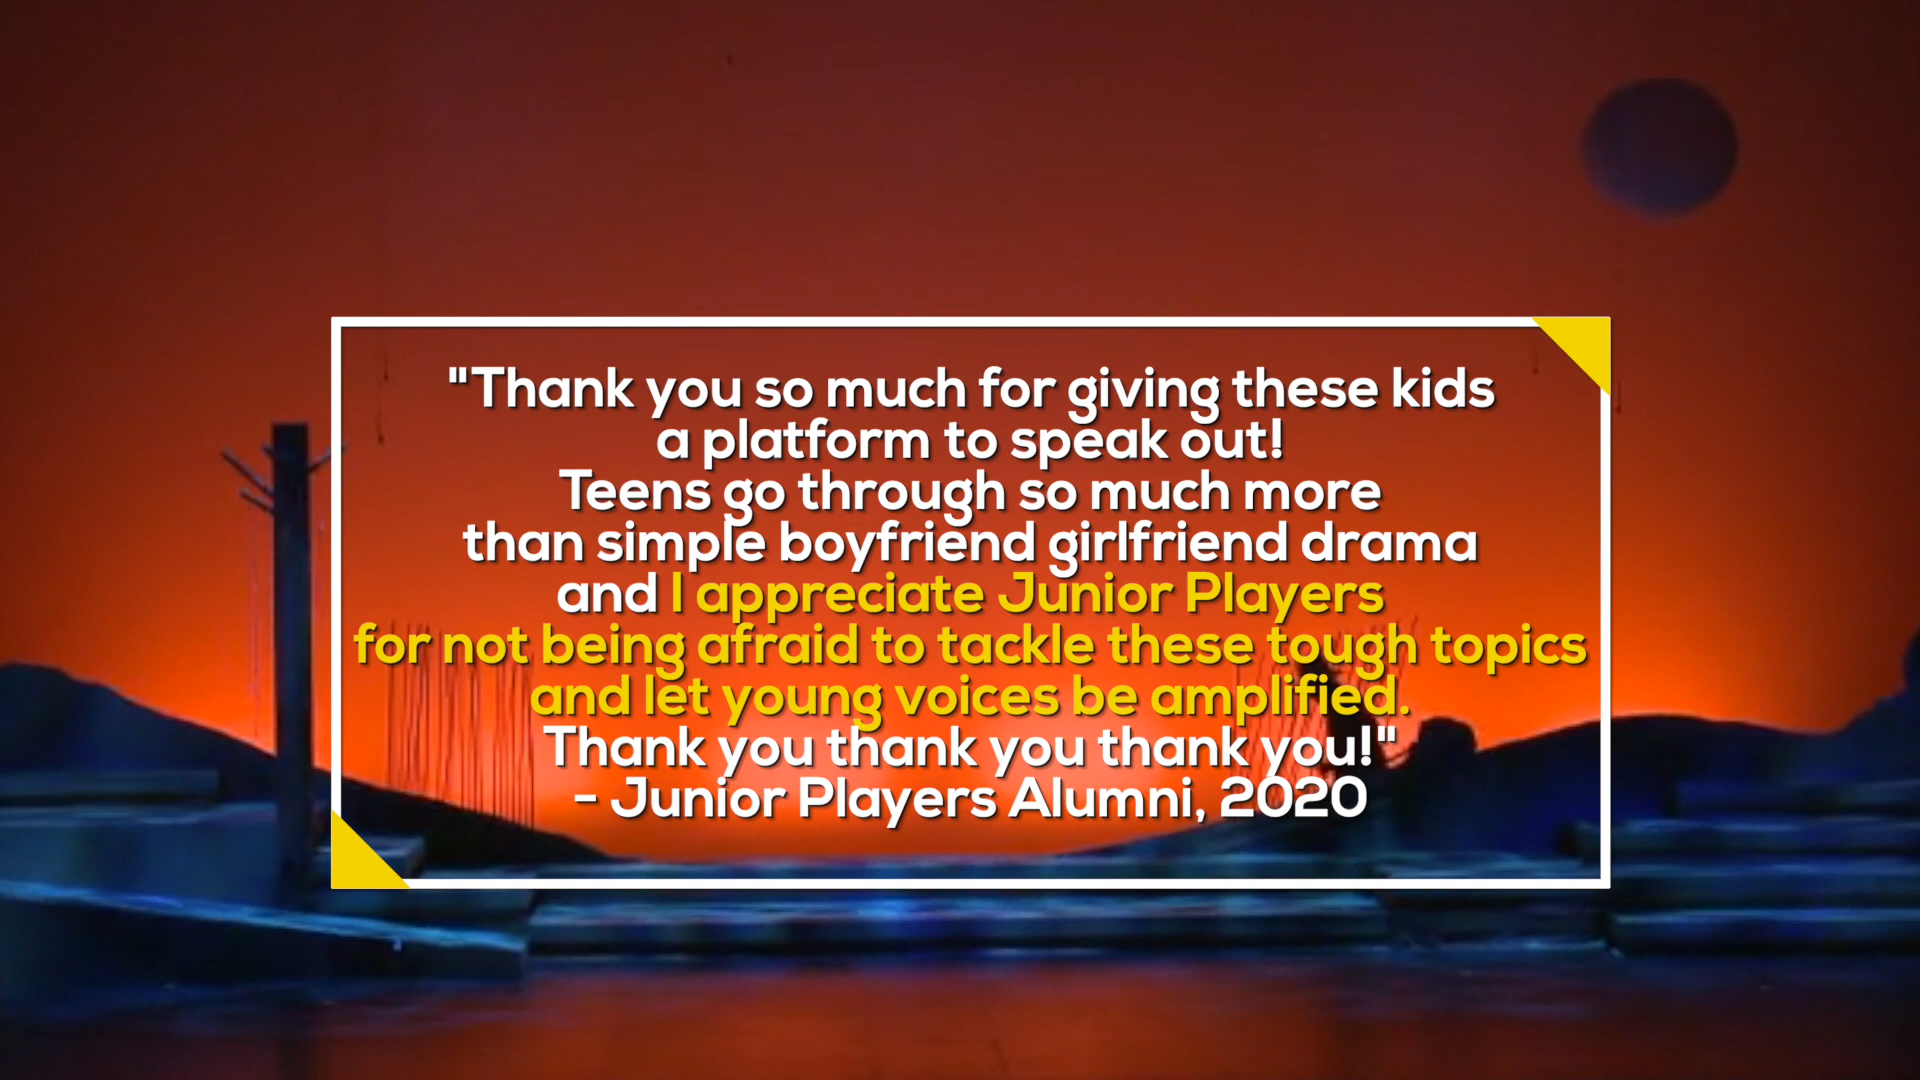 "Thank you so much for giving these kids
a platform to speak out!
Teens go through so much more
than simple boyfriend girlfriend drama
and I appreciate Junior Players
for not being afraid to tackle these tough topics
and let young voices be amplified.
Thank you thank you thank you!"
- Junior Players Alumni, 2020